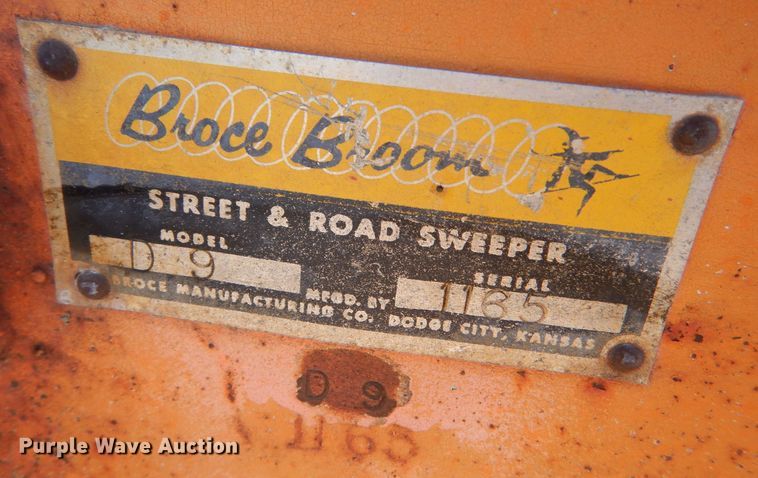 Broce Broom
STREET & ROAD SWEEPER
MODEL SERIAL
D 9 MFGD. BY 1165
BROCE MANUFACTURING CO. DODGE CITY, KANSAS
D 9
1163
Purple Wave Auction